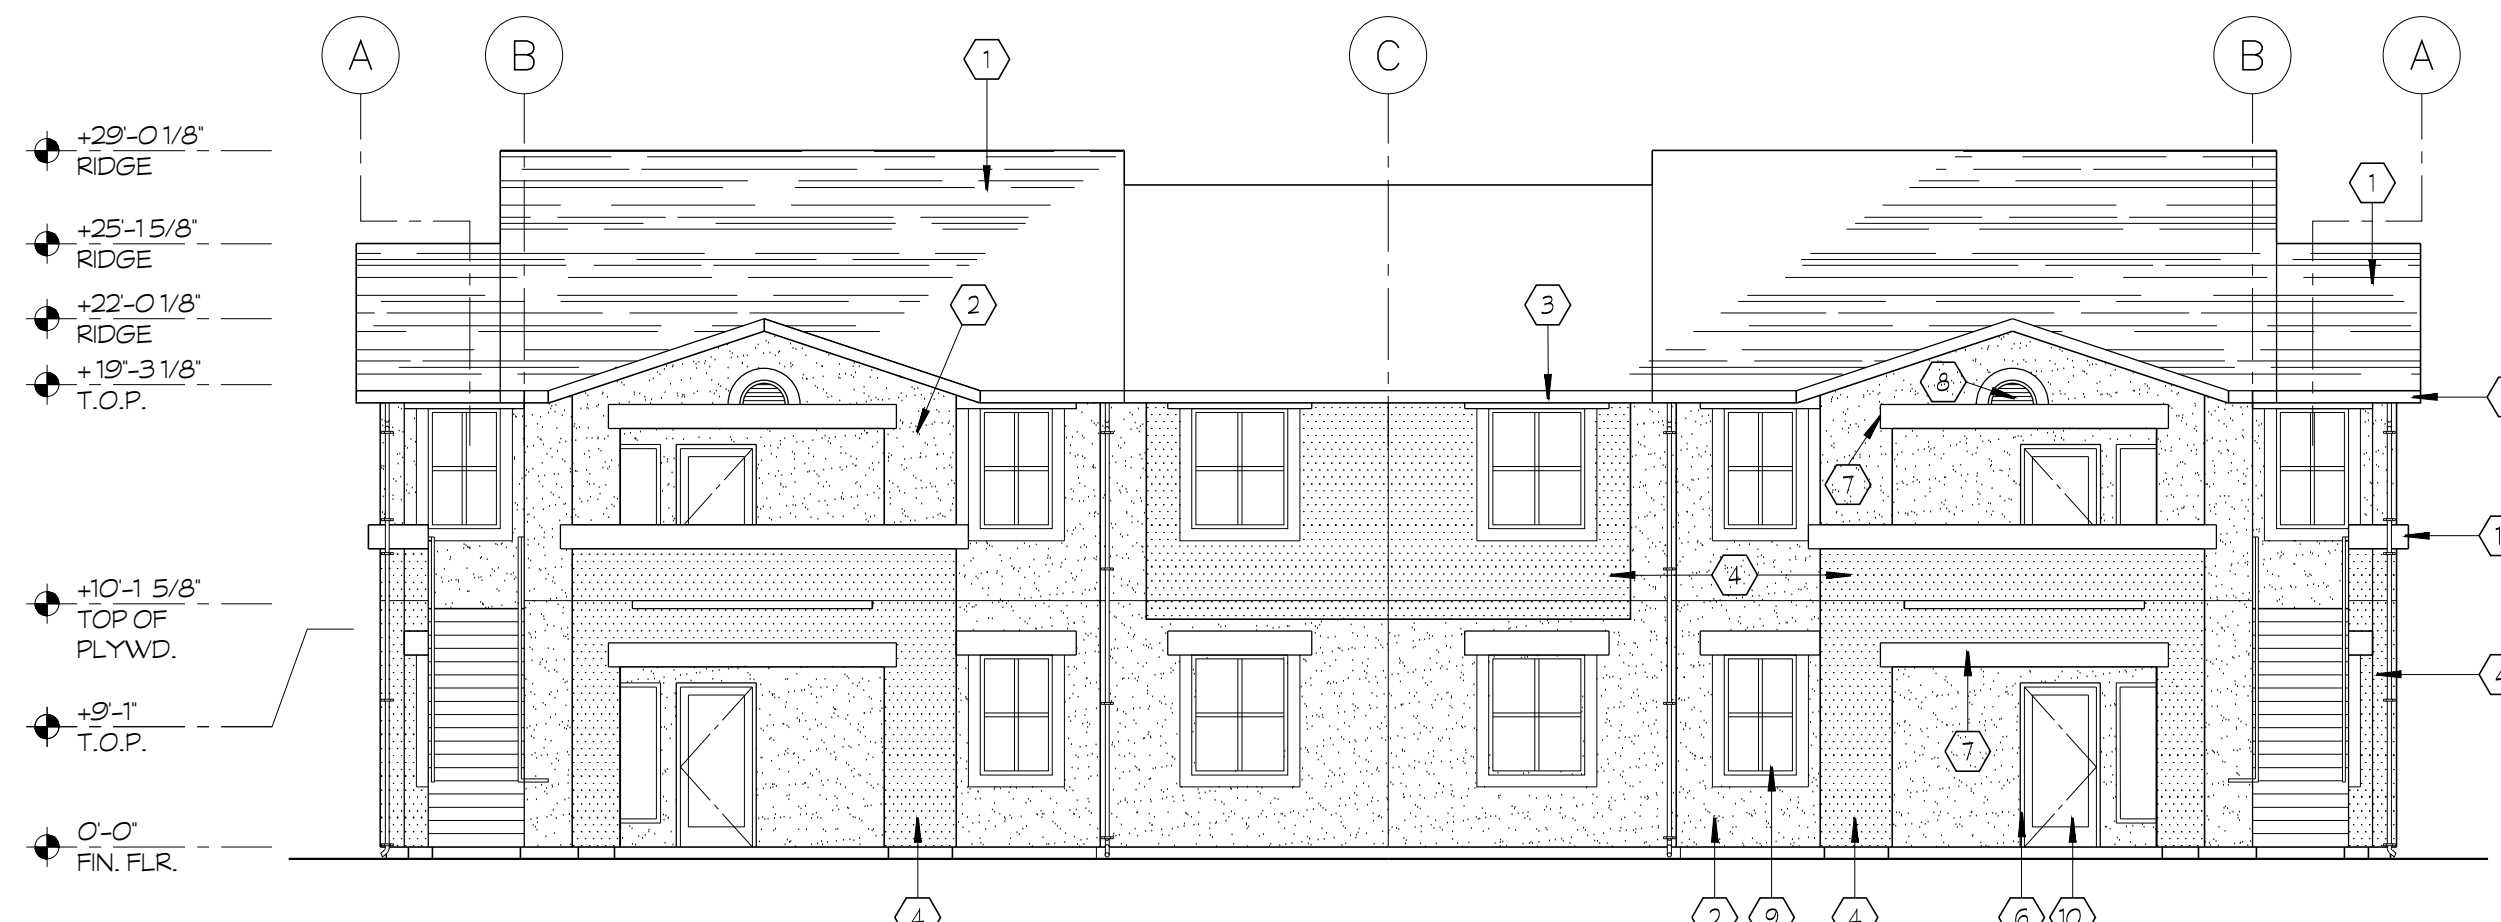 A
B
C
B
A
1
+29'-0 1/8"
RIDGE
1
+25'-1 5/8"
RIDGE
2
3
+22'-0 1/8"
RIDGE
+19"-3 1/8"
T.O.P.
8
7
4
+10'-1 5/8"
TOP OF
PLYWD.
+9'-1"
T.O.P.
7
0'-0"
FIN. FLR.
4
2
9
4
6
10